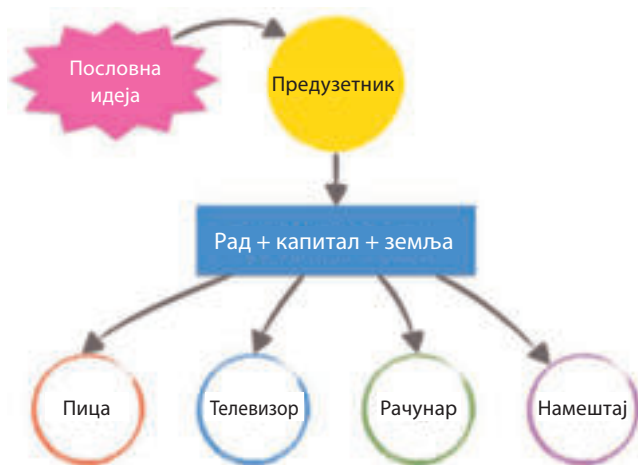 Пословна
идеја
Предузетник
Рад + капитал + земља
Пица
Телевизор
Рачунар
Намештај